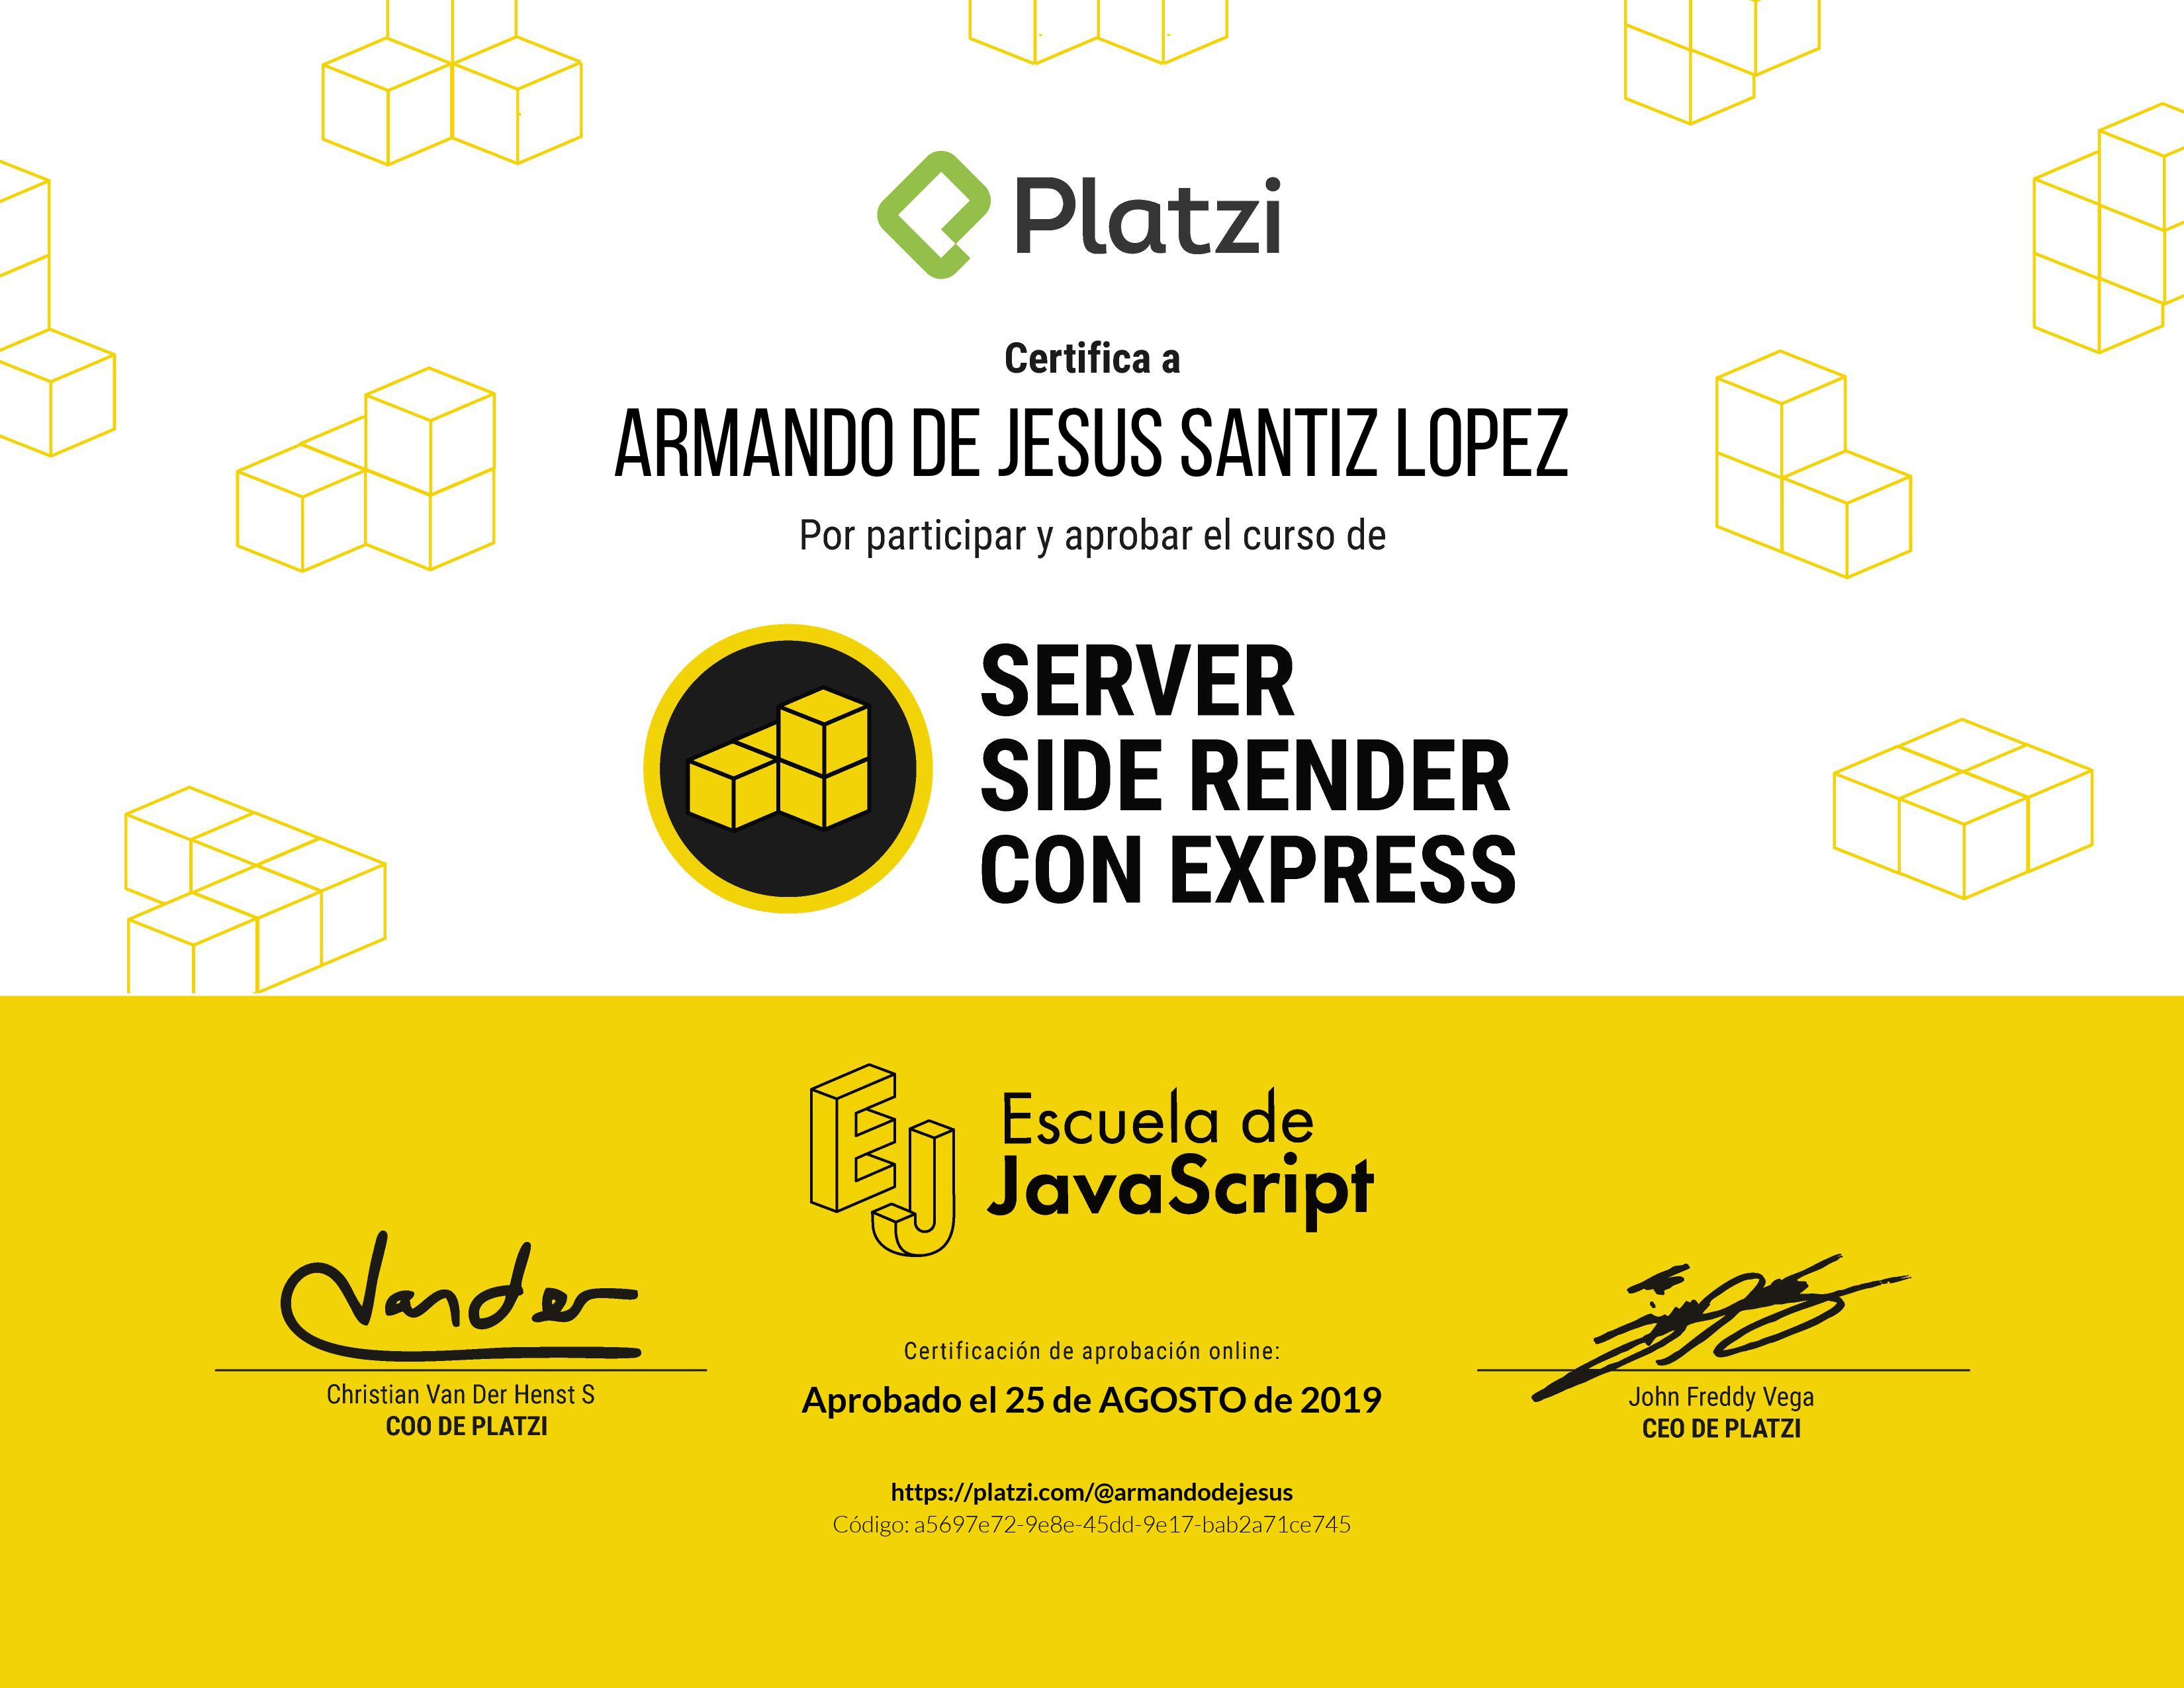 Platzi
Certifica a
ARMANDO DE JESUS SANTIZ LOPEZ
Por participar y aprobar el curso de
SERVER
SIDE RENDER
CON EXPRESS
EJ
Escuela de
JavaScript
Vander
Christian Van Der Henst S
COO DE PLATZI
Certificación de aprobación online:
Aprobado el 25 de AGOSTO de 2019
John Freddy Vega
CEO DE PLATZI
https://platzi.com/@armandodejesus
Código: a5697e72-9e8e-45dd-9e17-bab2a71ce745